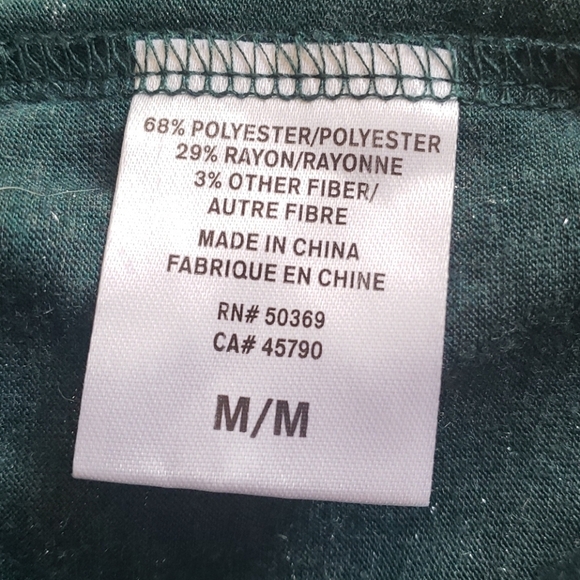 68% POLYESTER/POLYESTER
29% RAYON/RAYONNE
3% OTHER FIBER/
AUTRE FIBRE
MADE IN CHINA
FABRIQUE EN CHINE
RN# 50369
CA# 45790
M/M